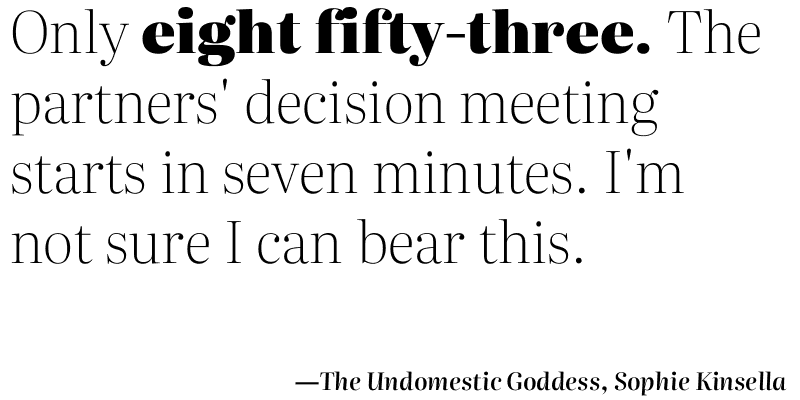 Only eight fifty-three. The
partners' decision meeting
starts in seven minutes. I'm
not sure I can bear this.
—The Undomestic Goddess, Sophie Kinsella